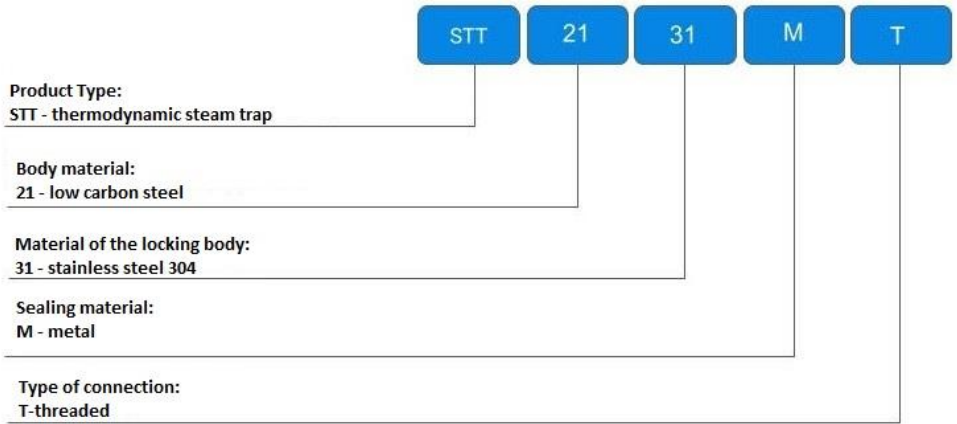 STT 21 31 M T
Product Type:
STT - thermodynamic steam trap
Body material:
21 - low carbon steel
Material of the locking body:
31 - stainless steel 304
Sealing material:
M - metal
Type of connection:
T-threaded